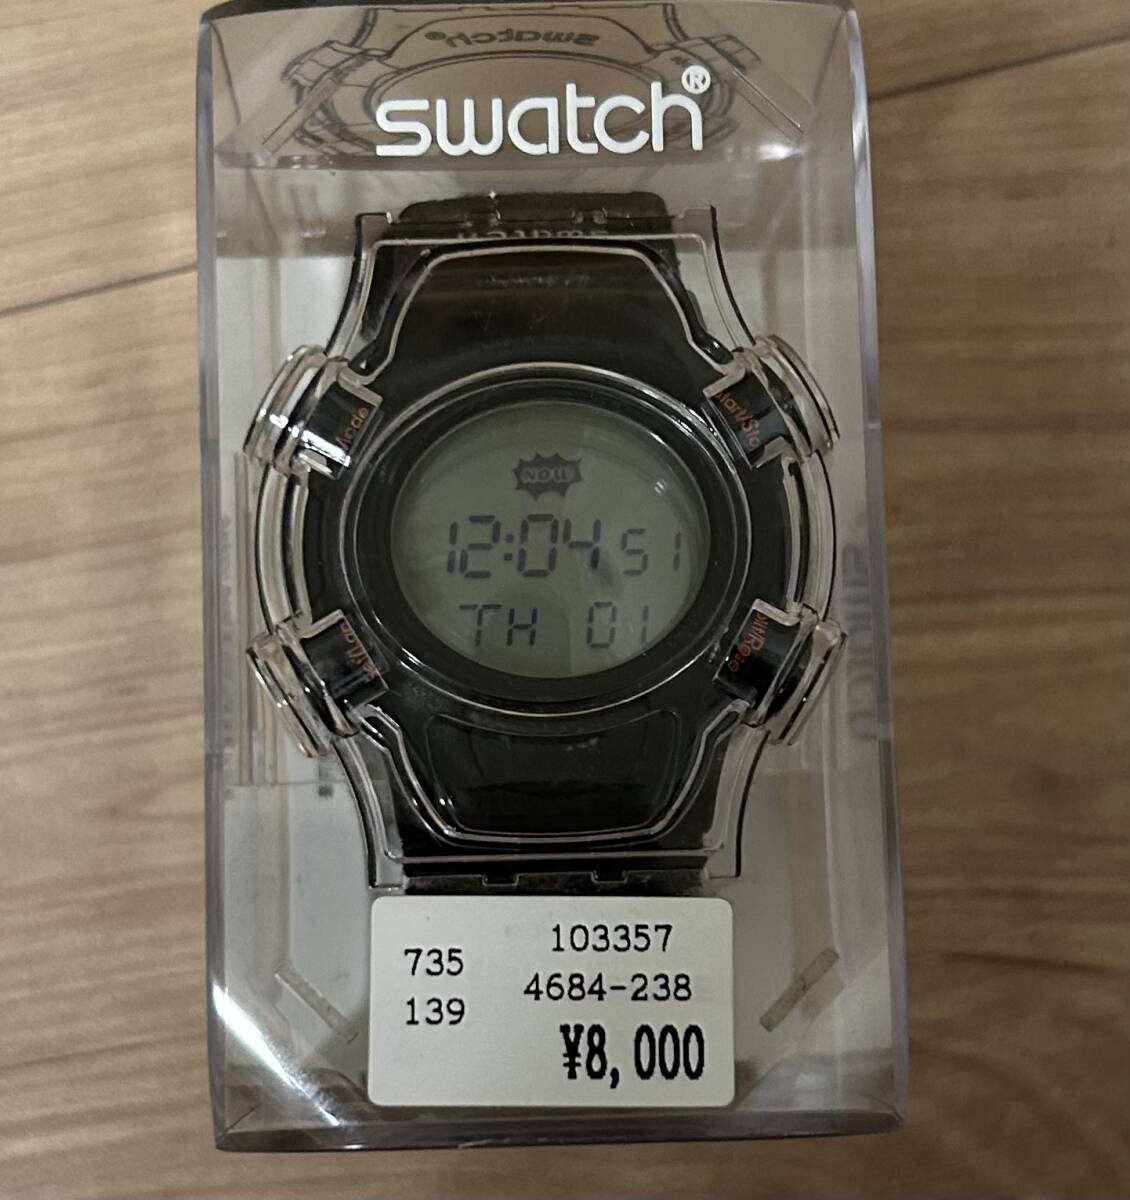 swatch®
NOW
12:04 51
TH 01
735
139
103357
4684-238
¥8,000